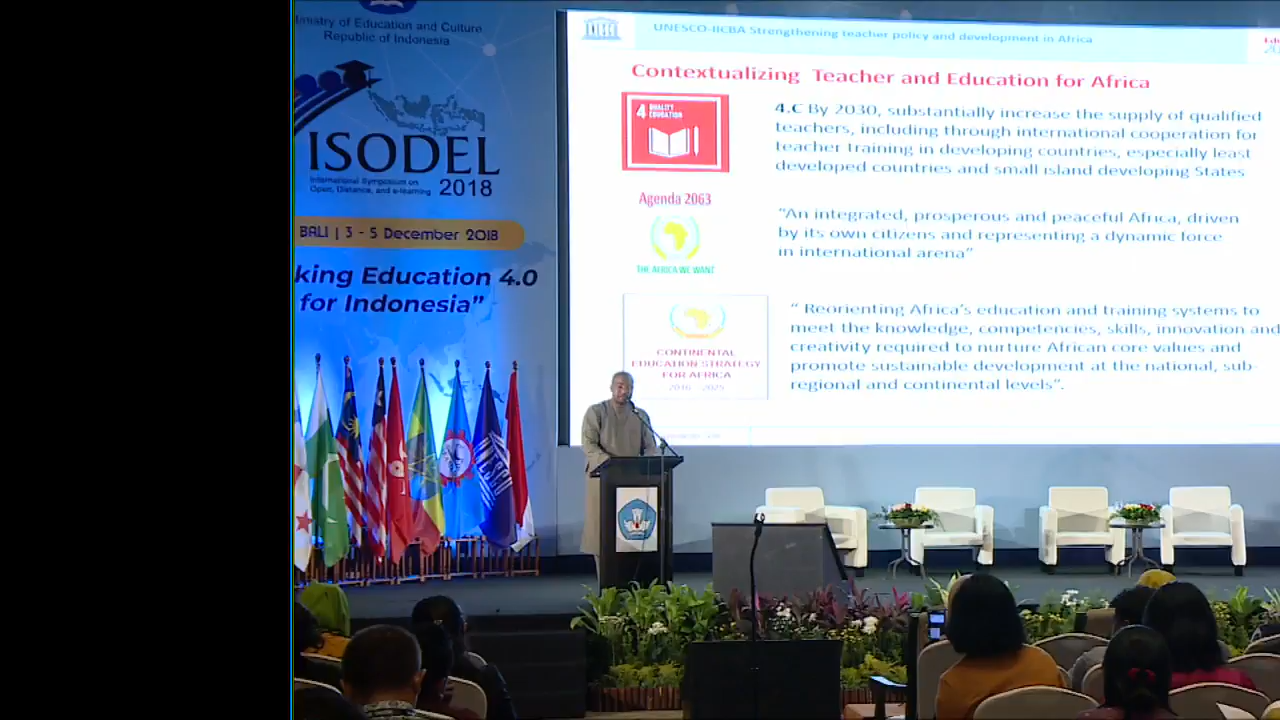 Ministry of Education and Culture
Republic of Indonesia
ISODEL
International Symposium on
Open, Distance, and e-learning
2018
BALI | 3 - 5 December 2018
king Education 4.0
for Indonesia”
UNESCO
UNESCO-IICBA Strengthening teacher policy and development in Africa
Contextualizing Teacher and Education for Africa
4 QUALITY
EDUCATION
4.C By 2030, substantially increase the supply of qualified
teachers, including through international cooperation for
teacher training in developing countries, especially least
developed countries and small island developing States
Agenda 2063
THE AFRICA WE WANT
“An integrated, prosperous and peaceful Africa, driven
by its own citizens and representing a dynamic force
in international arena”
CONTINENTAL
EDUCATION STRATEGY
FOR AFRICA
2016 - 2025
“ Reorienting Africa’s education and training systems to
meet the knowledge, competencies, skills, innovation and
creativity required to nurture African core values and
promote sustainable development at the national, sub-
regional and continental levels”.
UNESCO